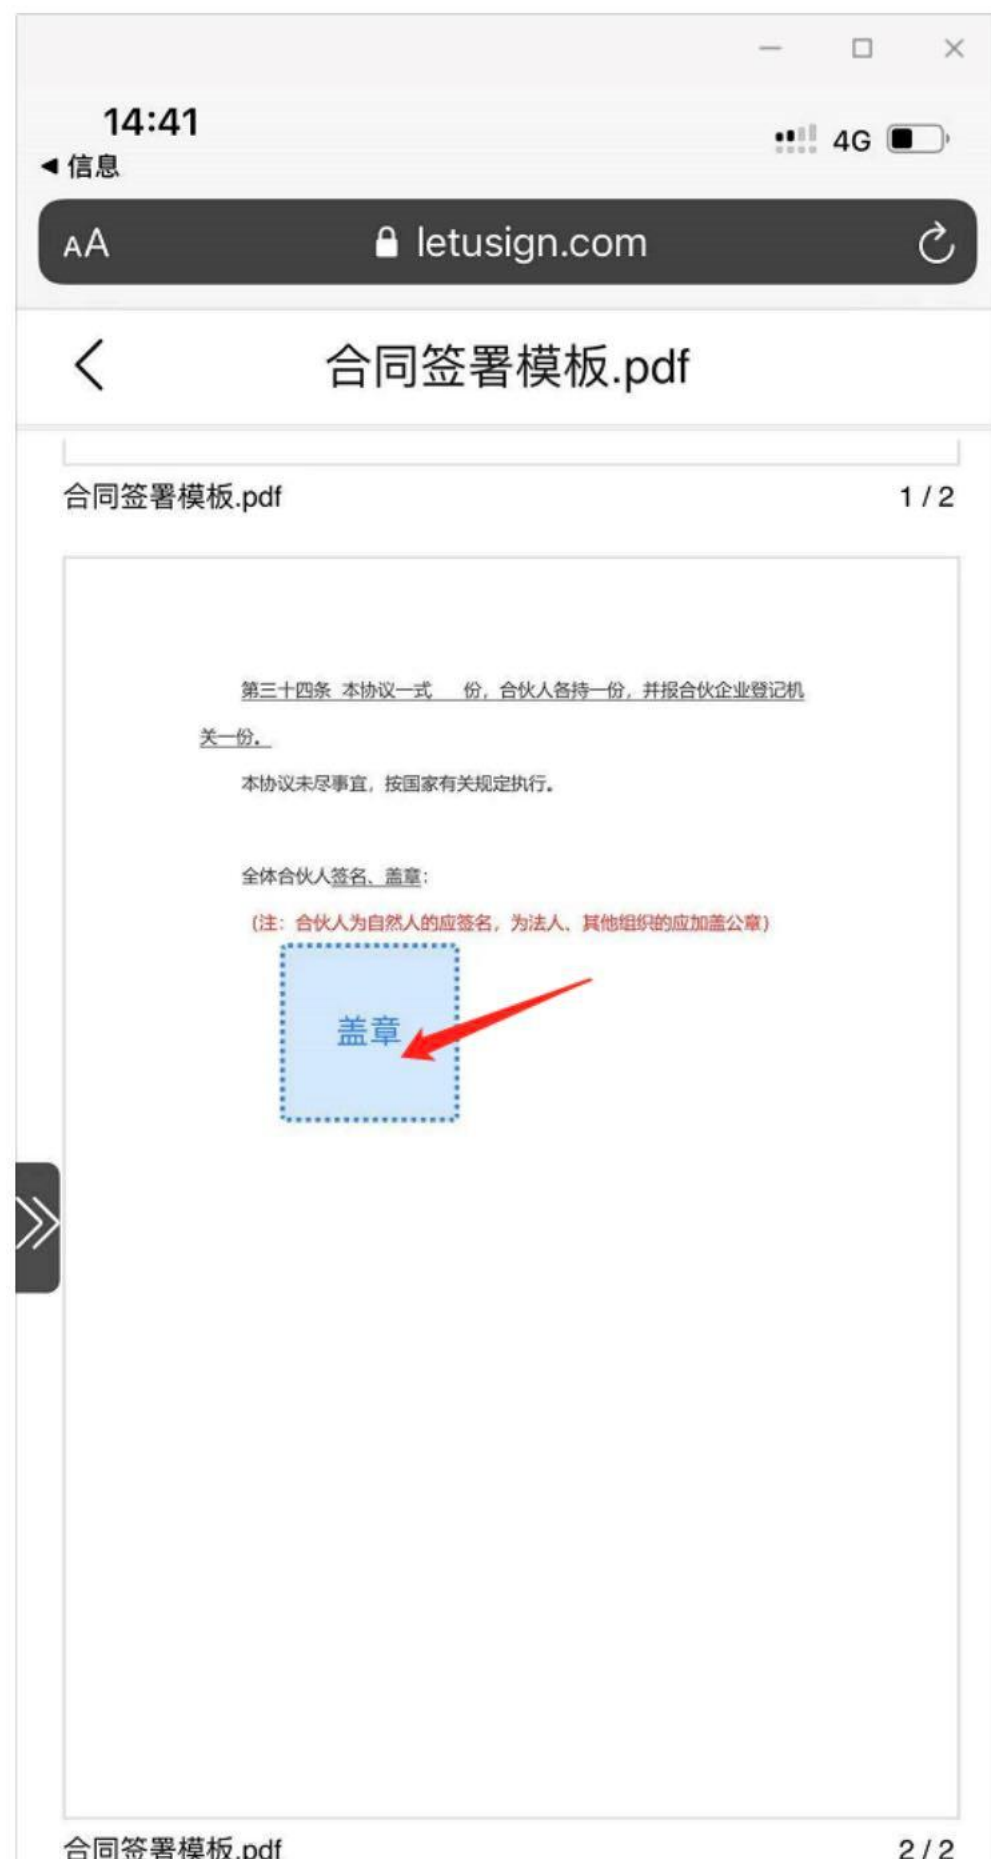 14:41
4G
◀ 信息
AA letusign.com
合同签署模板.pdf
合同签署模板.pdf 1 / 2
第三十四条 本协议一式 份，合伙人各持一份，并报合伙企业登记机
关一份。
本协议未尽事宜，按国家有关规定执行。
全体合伙人签名、盖章：
（注：合伙人为自然人的应签名，为法人、其他组织的应加盖公章）
盖章
合同签署模板.pdf 2 / 2